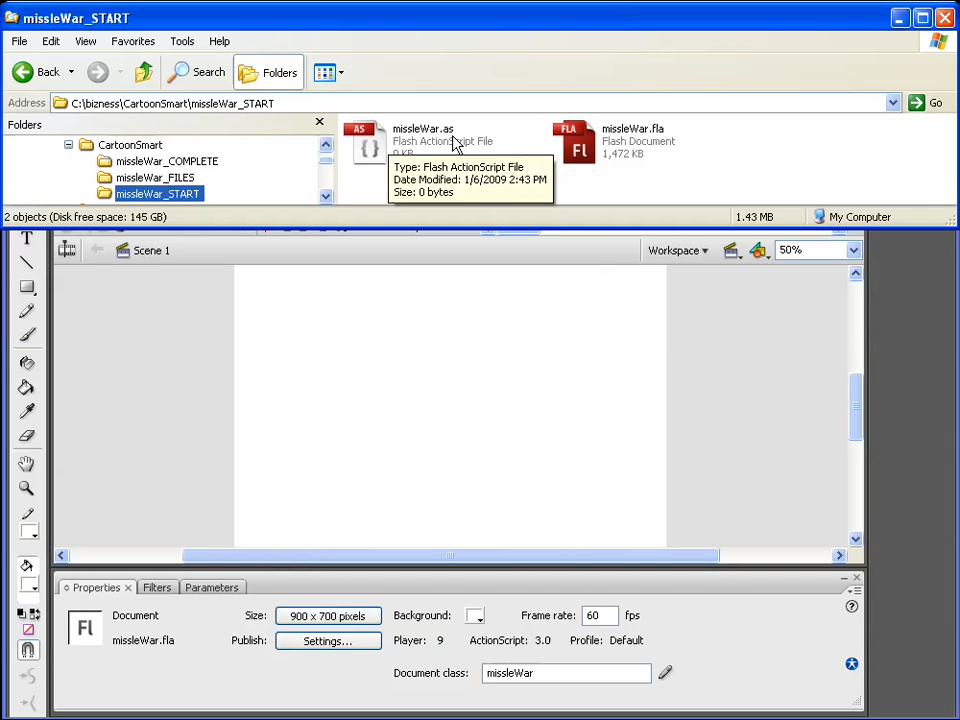 missleWar_START
File Edit View Favorites Tools Help
Back Search Folders
Address C:\bizness\CartoonSmart\missleWar_START Go
Folders
CartoonSmart
missleWar_COMPLETE
missleWar_FILES
missleWar_START
AS
missleWar.as
Flash ActionScript File
Type: Flash ActionScript File
Date Modified: 1/6/2009 2:43 PM
Size: 0 bytes
FLA
Fl
missleWar.fla
Flash Document
1,472 KB
2 objects (Disk free space: 145 GB) 1.43 MB My Computer
T
Scene 1 Workspace 50%
Properties Filters Parameters
Fl
Document Size: 900 x 700 pixels Background: Frame rate: 60 fps
missleWar.fla Publish: Settings... Player: 9 ActionScript: 3.0 Profile: Default
Document class: missleWar